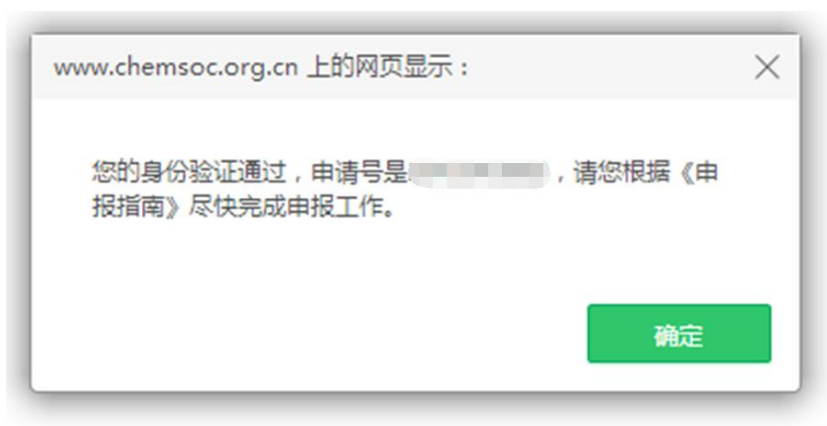 www.chemsoc.org.cn 上的网页显示：
您的身份验证通过，申请号是，请您根据《申
报指南》尽快完成申报工作。
确定